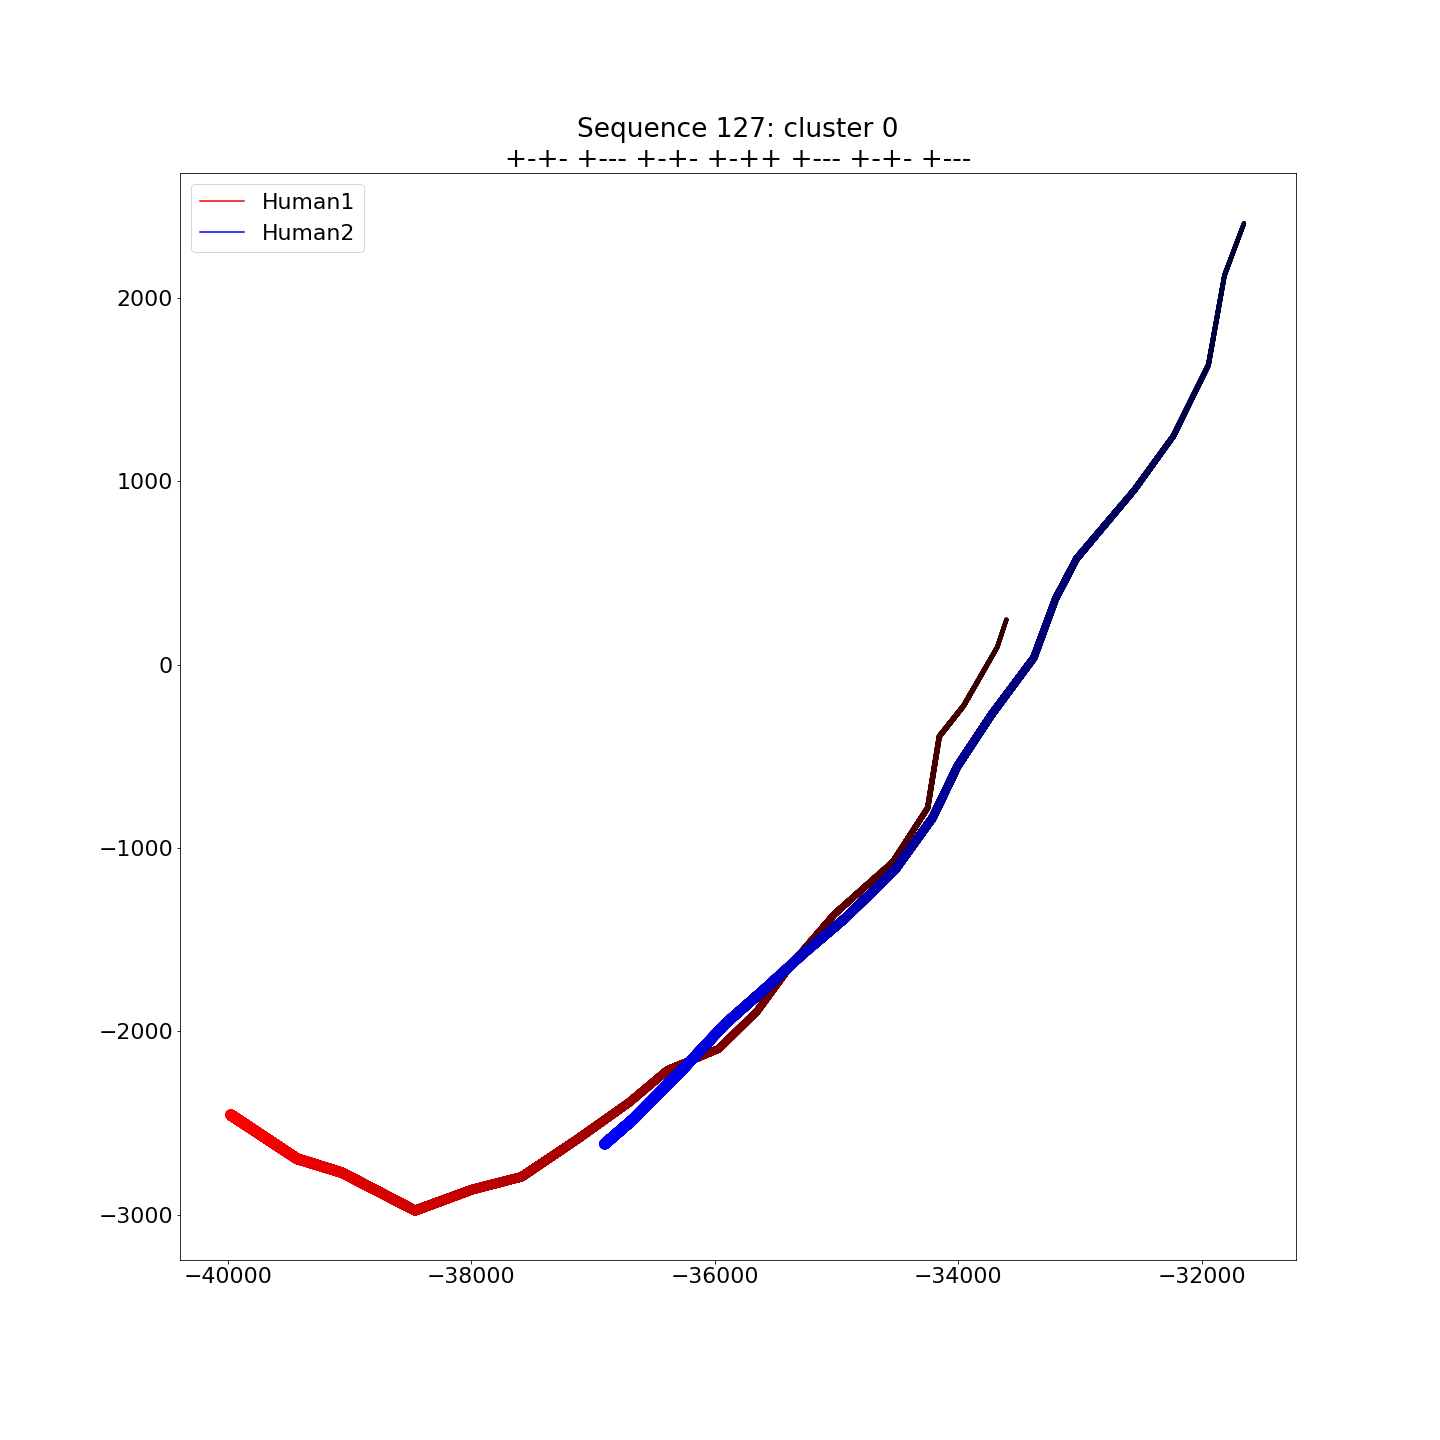 Sequence 127: cluster 0
+-+- +--- +-+- +-++ +--- +-+- +---
Human1
Human2
2000
1000
0
−1000
−2000
−3000
−40000 −38000 −36000 −34000 −32000